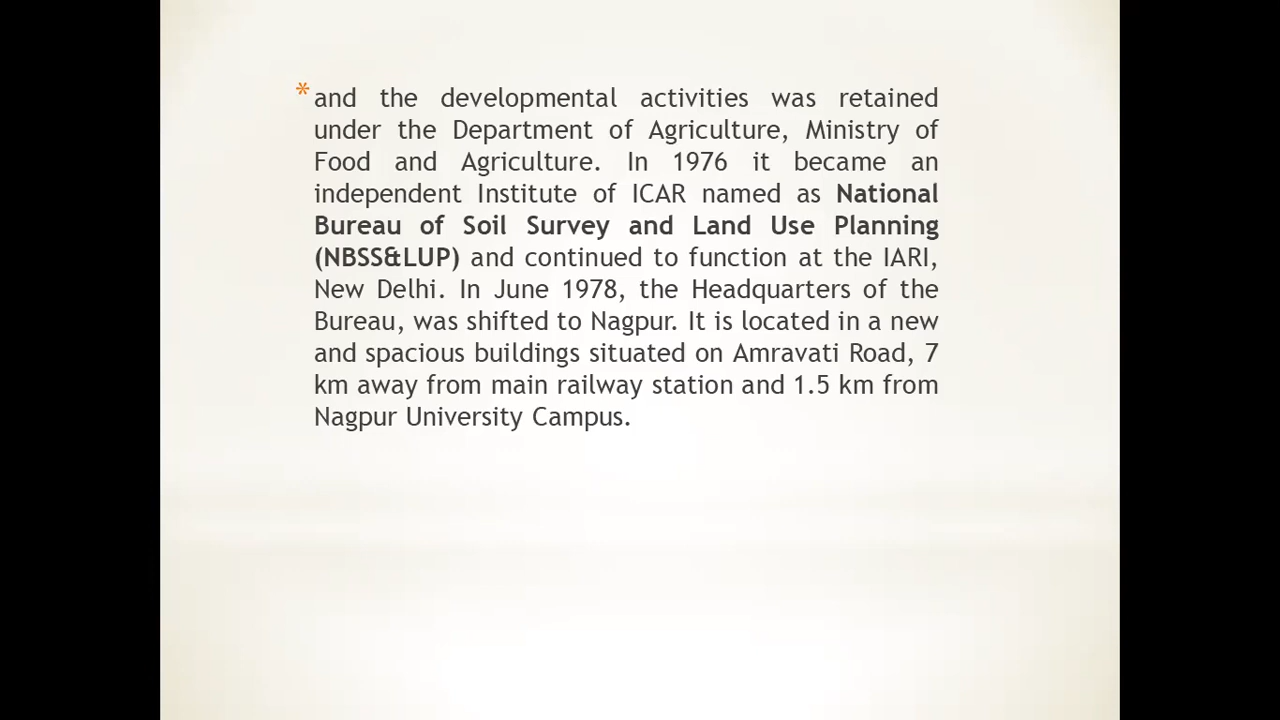 * and the developmental activities was retained
under the Department of Agriculture, Ministry of
Food and Agriculture. In 1976 it became an
independent Institute of ICAR named as National
Bureau of Soil Survey and Land Use Planning
(NBSS&LUP) and continued to function at the IARI,
New Delhi. In June 1978, the Headquarters of the
Bureau, was shifted to Nagpur. It is located in a new
and spacious buildings situated on Amravati Road, 7
km away from main railway station and 1.5 km from
Nagpur University Campus.